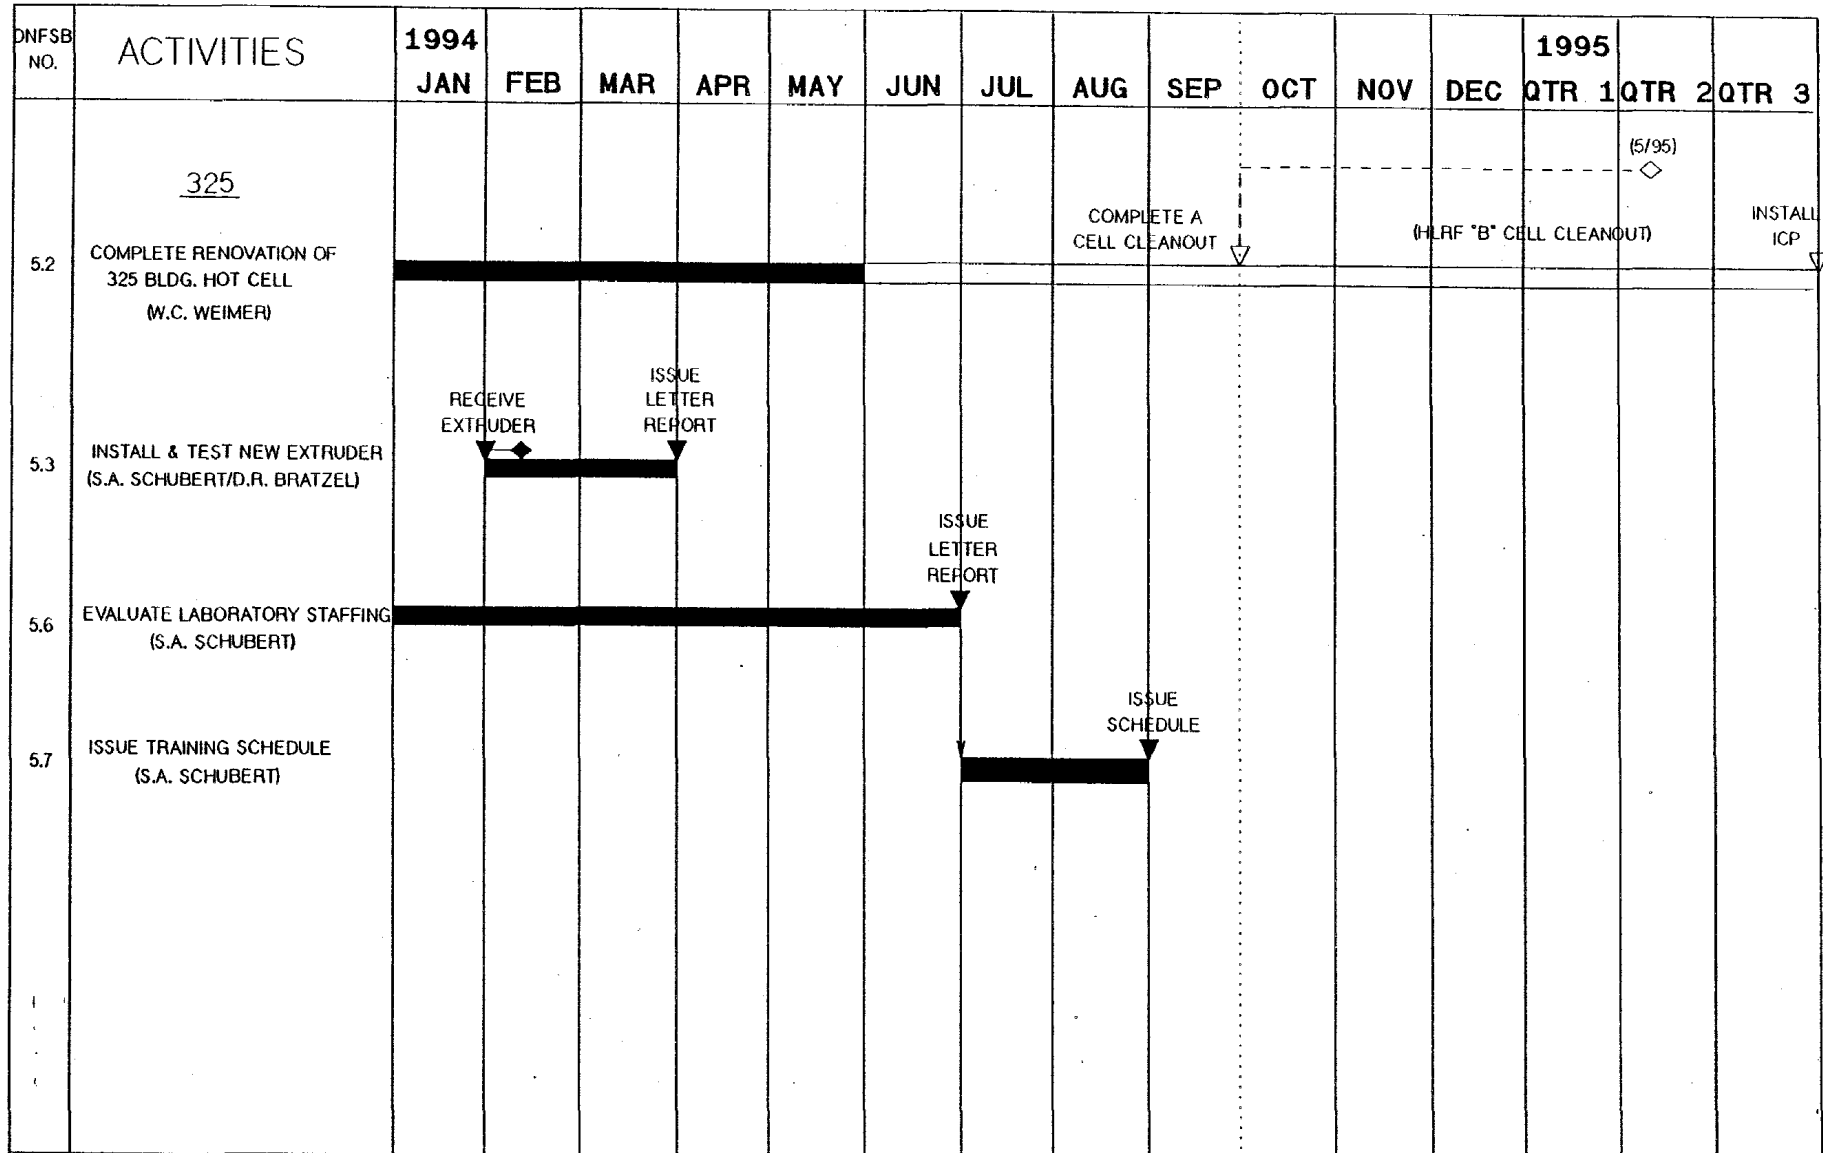 DNFSB
NO.
ACTIVITIES
1994
1995
JAN FEB MAR APR MAY JUN JUL AUG SEP OCT NOV DEC QTR 1 QTR 2 QTR 3
(5/95)
325
COMPLETE A
CELL CLEANOUT
(HLRF "B" CELL CLEANOUT)
INSTALL
ICP
5.2
COMPLETE RENOVATION OF
325 BLDG. HOT CELL
(W.C. WEIMER)
RECEIVE
EXTRUDER
ISSUE
LETTER
REPORT
5.3
INSTALL & TEST NEW EXTRUDER
(S.A. SCHUBERT/D.R. BRATZEL)
ISSUE
LETTER
REPORT
5.6
EVALUATE LABORATORY STAFFING
(S.A. SCHUBERT)
ISSUE
SCHEDULE
5.7
ISSUE TRAINING SCHEDULE
(S.A. SCHUBERT)